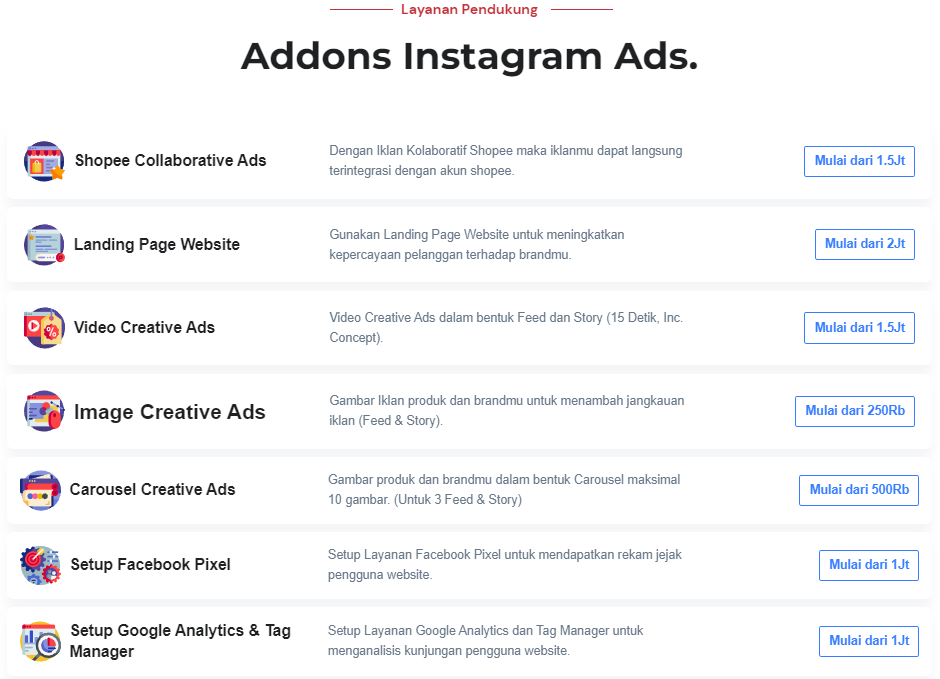 Layanan Pendukung
Addons Instagram Ads.
Shopee Collaborative Ads
Dengan Iklan Kolaboratif Shopee maka iklanmu dapat langsung
terintegrasi dengan akun shopee.
Mulai dari 1.5Jt
Landing Page Website
Gunakan Landing Page Website untuk meningkatkan
kepercayaan pelanggan terhadap brandmu.
Mulai dari 2Jt
Video Creative Ads
Video Creative Ads dalam bentuk Feed dan Story (15 Detik, Inc.
Concept).
Mulai dari 1.5Jt
Image Creative Ads
Gambar Iklan produk dan brandmu untuk menambah jangkauan
iklan (Feed & Story).
Mulai dari 250Rb
Carousel Creative Ads
Gambar produk dan brandmu dalam bentuk Carousel maksimal
10 gambar. (Untuk 3 Feed & Story)
Mulai dari 500Rb
Setup Facebook Pixel
Setup Layanan Facebook Pixel untuk mendapatkan rekam jejak
pengguna website.
Mulai dari 1Jt
Setup Google Analytics & Tag
Manager
Setup Layanan Google Analytics dan Tag Manager untuk
menganalisis kunjungan pengguna website.
Mulai dari 1Jt